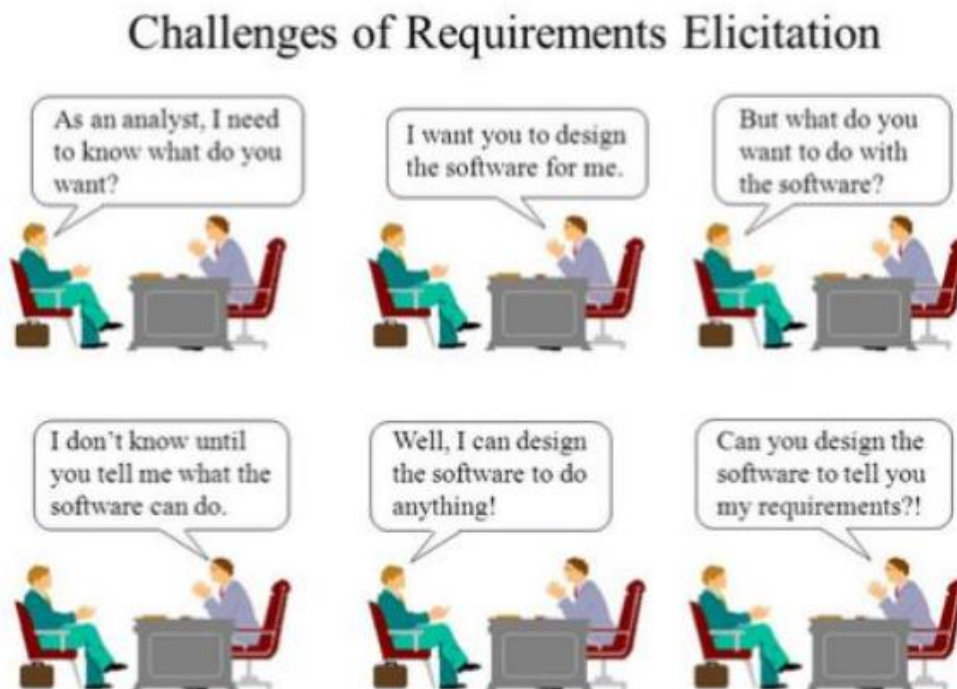 Challenges of Requirements Elicitation
As an analyst, I need
to know what do you
want?
I want you to design
the software for me.
But what do you
want to do with
the software?
I don't know until
you tell me what the
software can do.
Well, I can design
the software to do
anything!
Can you design the
software to tell you
my requirements?!